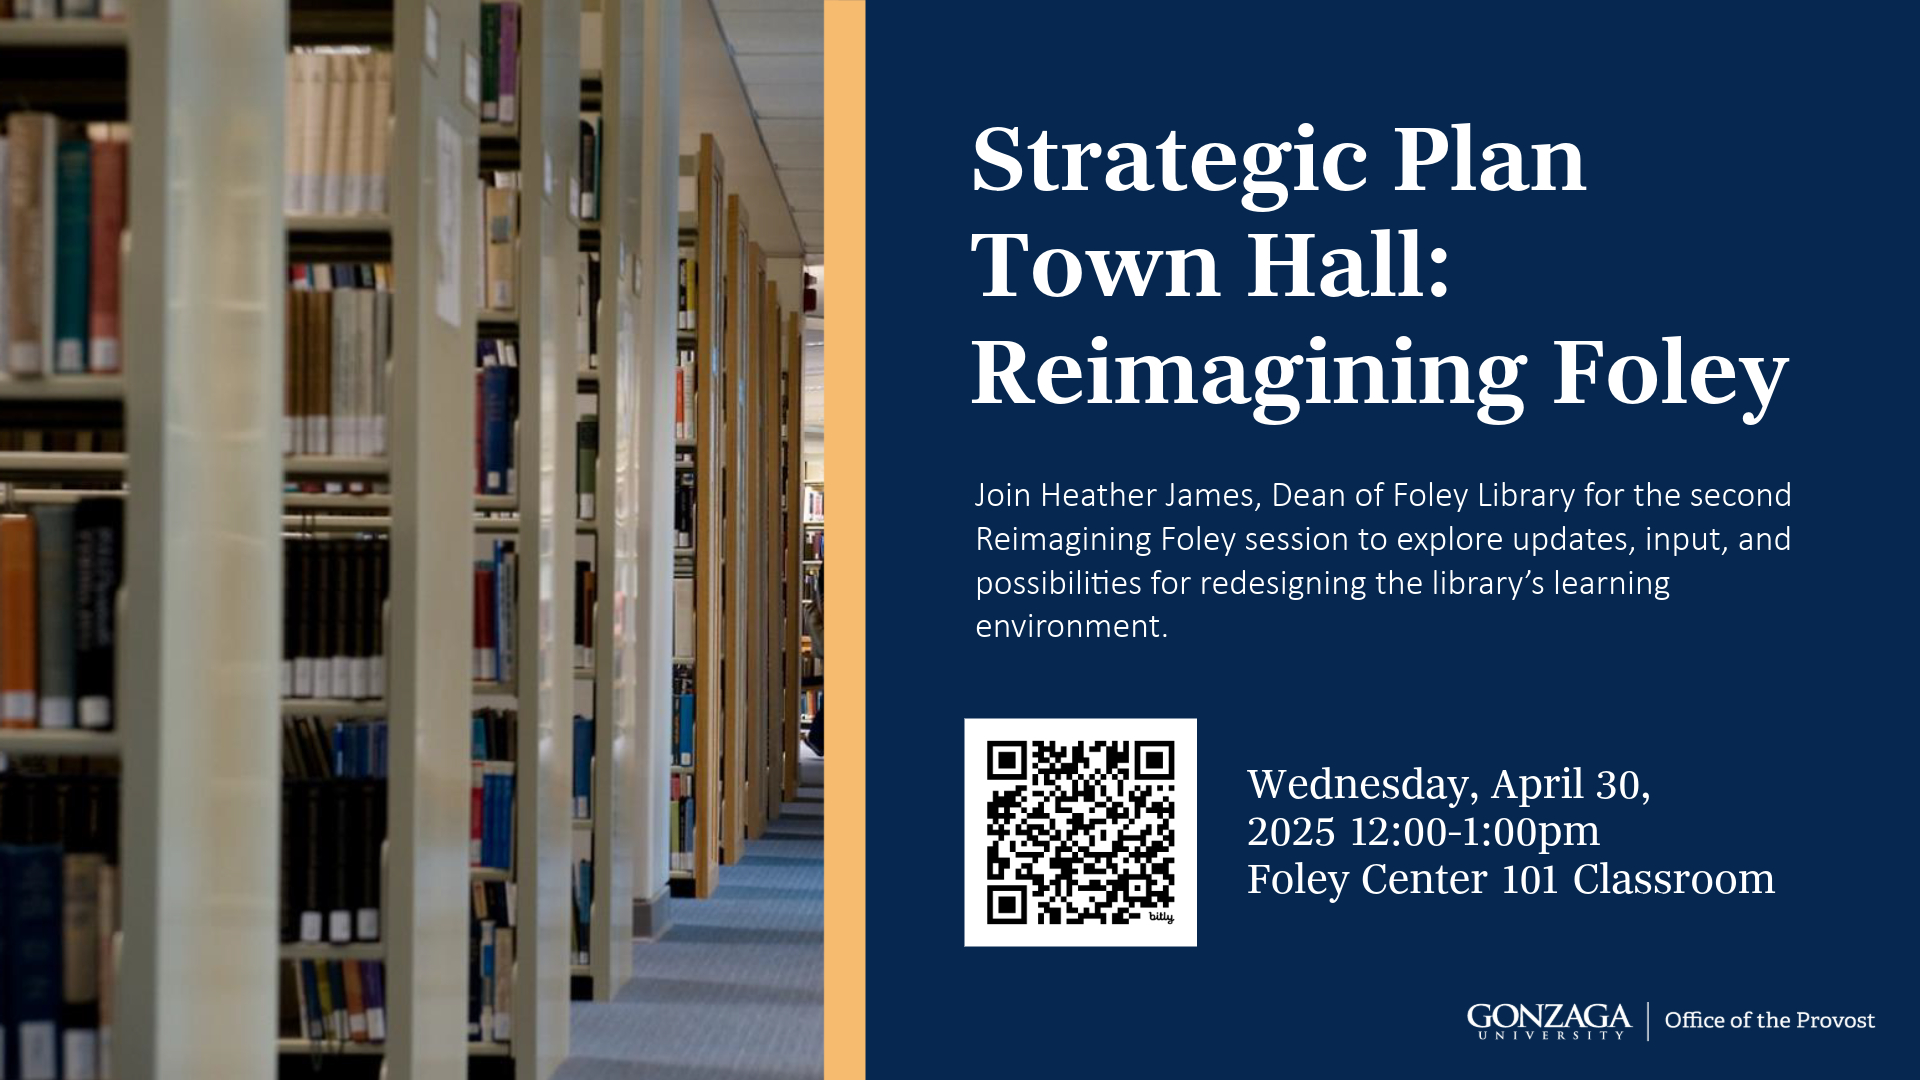 Strategic Plan
Town Hall:
Reimagining Foley
Join Heather James, Dean of Foley Library for the second
Reimagining Foley session to explore updates, input, and
possibilities for redesigning the library’s learning
environment.
Wednesday, April 30,
2025 12:00-1:00pm
Foley Center 101 Classroom
bitly
GONZAGA
UNIVERSITY
Office of the Provost